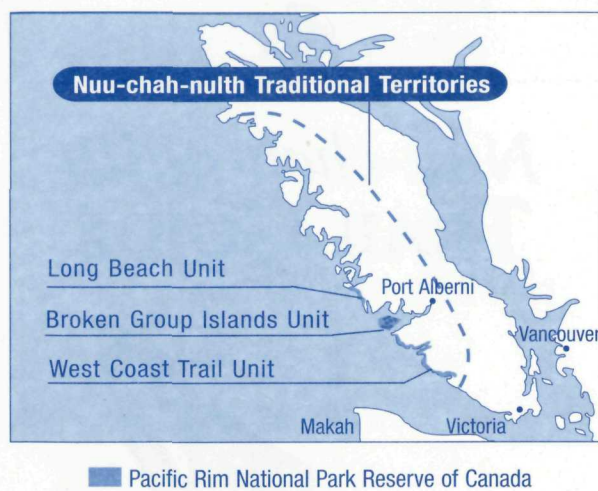 Nuu-chah-nulth Traditional Territories
Long Beach Unit
Port Alberni
Broken Group Islands Unit
Vancouver
West Coast Trail Unit
Makah
Victoria
Pacific Rim National Park Reserve of Canada